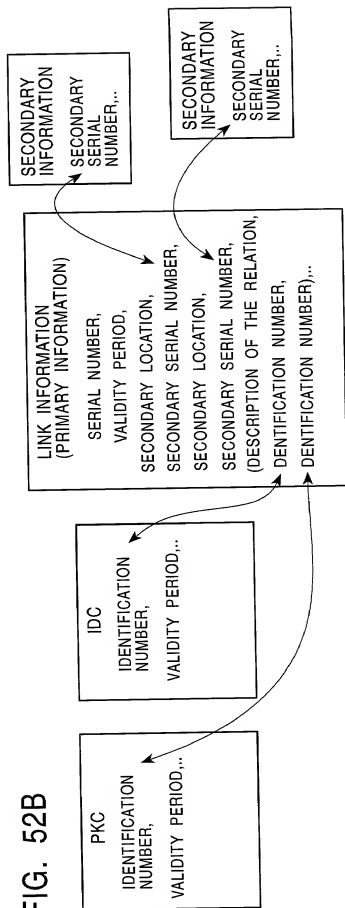 FIG. 52B
PKC
IDENTIFICATION
NUMBER,
VALIDITY PERIOD,..
IDC
IDENTIFICATION
NUMBER,
VALIDITY PERIOD,..
LINK INFORMATION
(PRIMARY INFORMATION)
SERIAL NUMBER,
VALIDITY PERIOD,
SECONDARY LOCATION,
SECONDARY SERIAL NUMBER,
SECONDARY LOCATION,
SECONDARY SERIAL NUMBER,
(DESCRIPTION OF THE RELATION,
DENTIFICATION NUMBER,
DENTIFICATION NUMBER),..
SECONDARY
INFORMATION
SECONDARY
SERIAL
NUMBER,..
SECONDARY
INFORMATION
SECONDARY
SERIAL
NUMBER,..